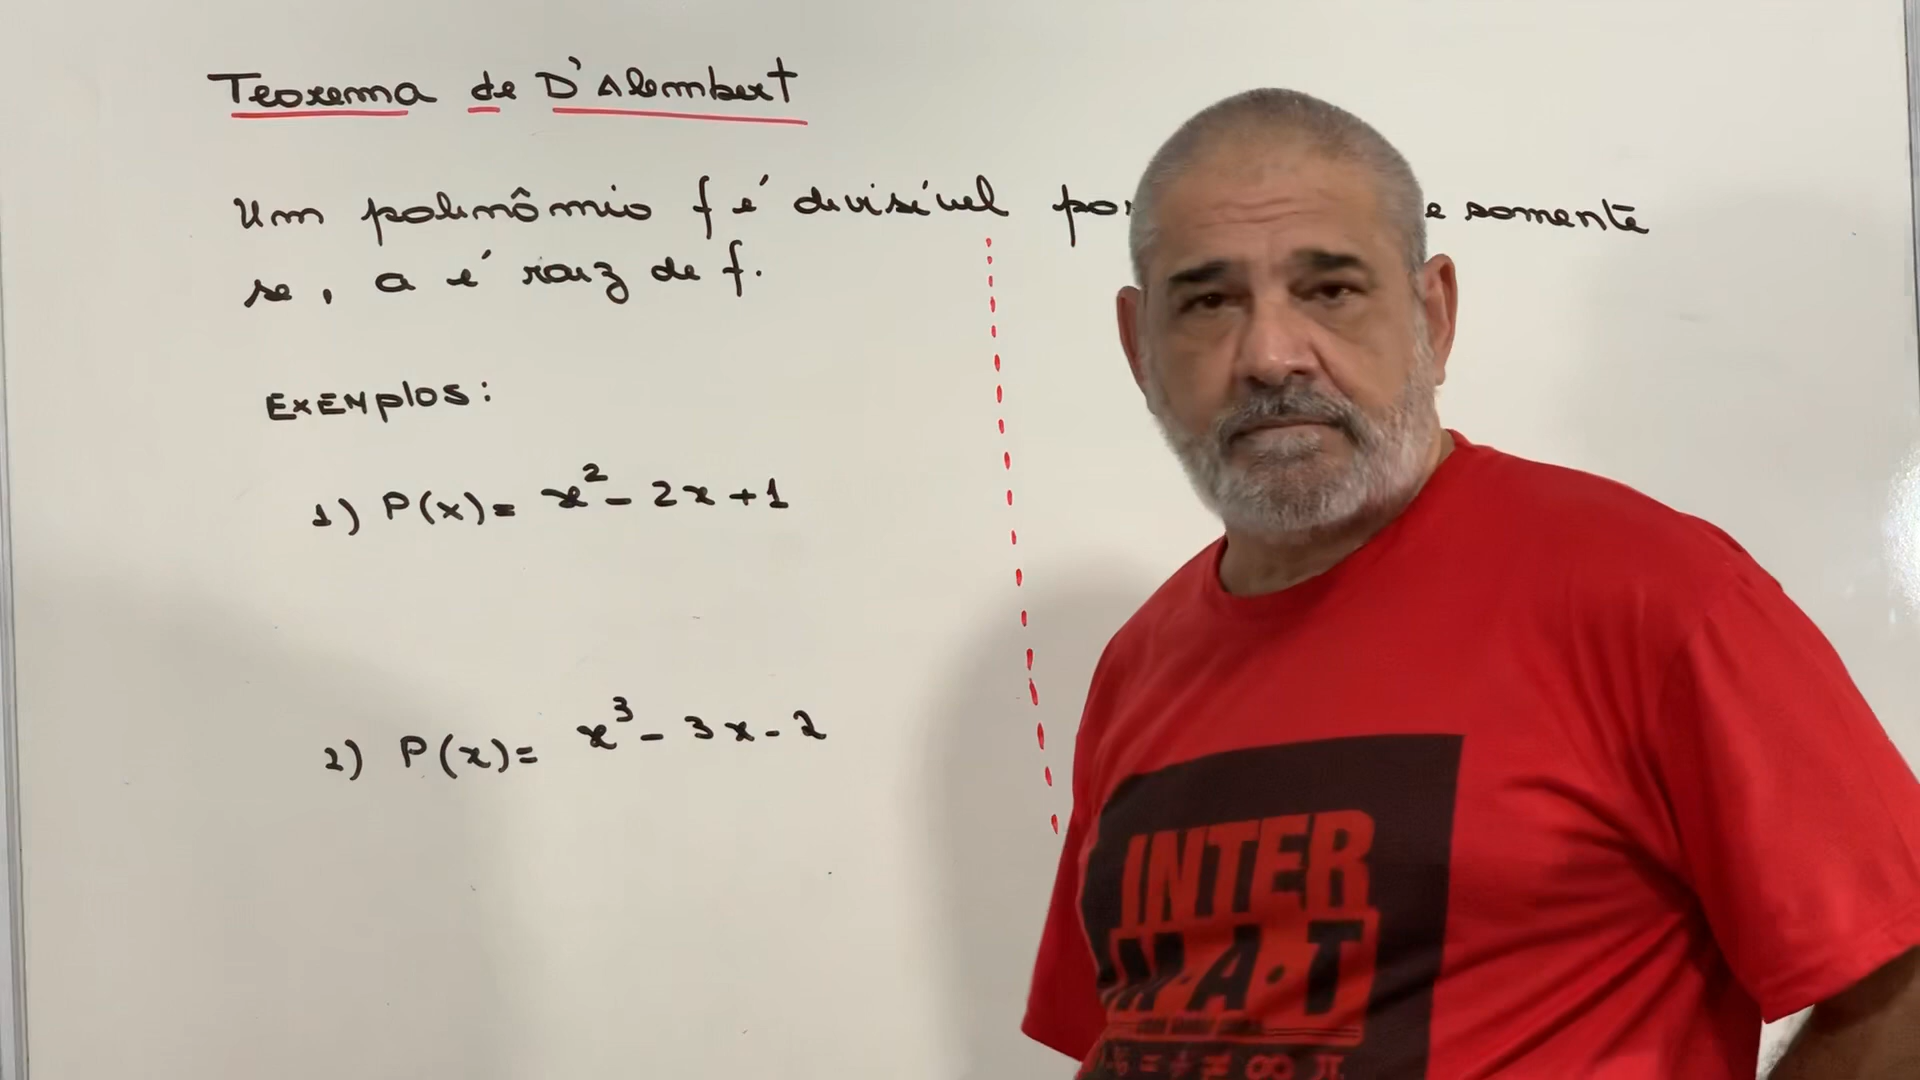 Teorema de D'Alembert
Um polinômio f é divisível por e somente
se, a é raiz de f.
EXEMplos:
1) P(x)= x² - 2x + 1
2) P(x)= x³ - 3x - 2
INTER
M·A·T
= ÷ ≠ ∞ π